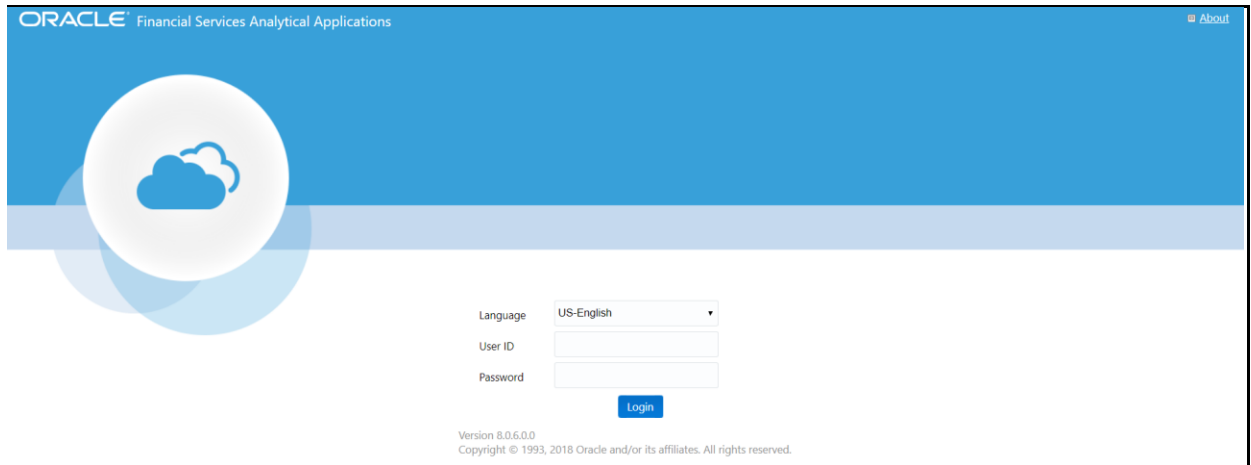 ORACLE® Financial Services Analytical Applications
About
Language US-English
User ID
Password
Login
Version 8.0.6.0.0
Copyright © 1993, 2018 Oracle and/or its affiliates. All rights reserved.